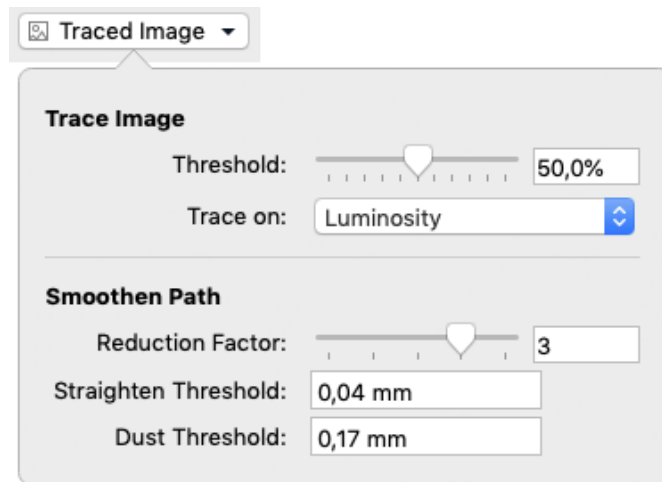 Traced Image
Trace Image
Threshold: 50,0%
Trace on: Luminosity
Smoothen Path
Reduction Factor: 3
Straighten Threshold: 0,04 mm
Dust Threshold: 0,17 mm